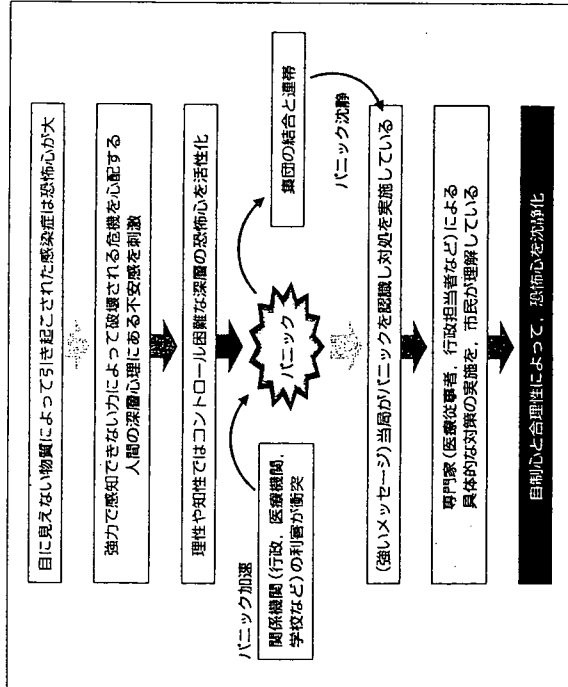 目に見えない物質によって引き起こされた感染症は恐怖心が大
強力で感知できない力によって破壊される危機を心配する
人間の深層心理にある不安感を刺激
理性や知性ではコントロール困難な深層の恐怖心を活性化
パニック加速
関係機関(行政，医療機関，
学校など)の利害が衝突
パニック
集団の結合と連帯
パニック沈静
(強いメッセージ)当局がパニックを認識し対処を実施している
専門家(医療従事者，行政担当者など)による
具体的な対策の実施を，市民が理解している
自制心と合理性によって，恐怖心を沈静化